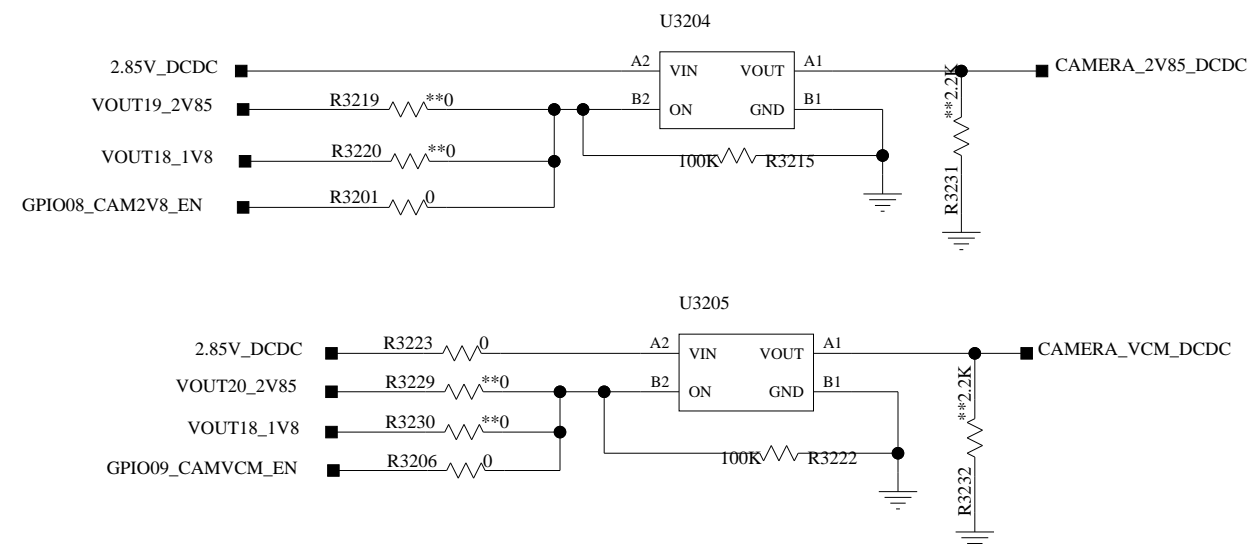 U3204
2.85V_DCDC A2 VIN VOUT A1 CAMERA_2V85_DCDC
VOUT19_2V85 R3219 **0 B2 ON GND B1 **2.2K
VOUT18_1V8 R3220 **0 100K R3215
GPIO08_CAM2V8_EN R3201 0 R3231
U3205
2.85V_DCDC R3223 0 A2 VIN VOUT A1 CAMERA_VCM_DCDC
VOUT20_2V85 R3229 **0 B2 ON GND B1 **2.2K
VOUT18_1V8 R3230 **0
GPIO09_CAMVCM_EN R3206 0 100K R3222
R3232